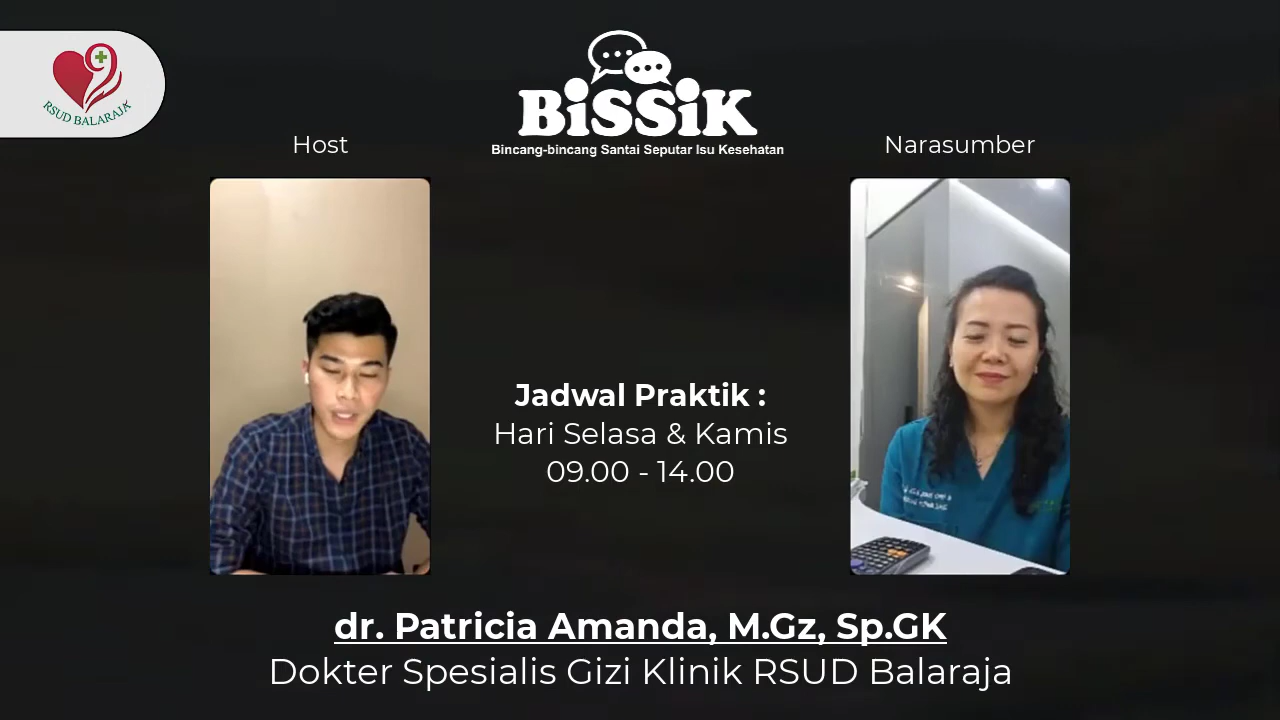 RSUD BALARAJA
BiSSiK
Bincang-bincang Santai Seputar Isu Kesehatan
Host
Narasumber
Jadwal Praktik :
Hari Selasa & Kamis
09.00 - 14.00
dr. Patricia Amanda, M.Gz, Sp.GK
Dokter Spesialis Gizi Klinik RSUD Balaraja